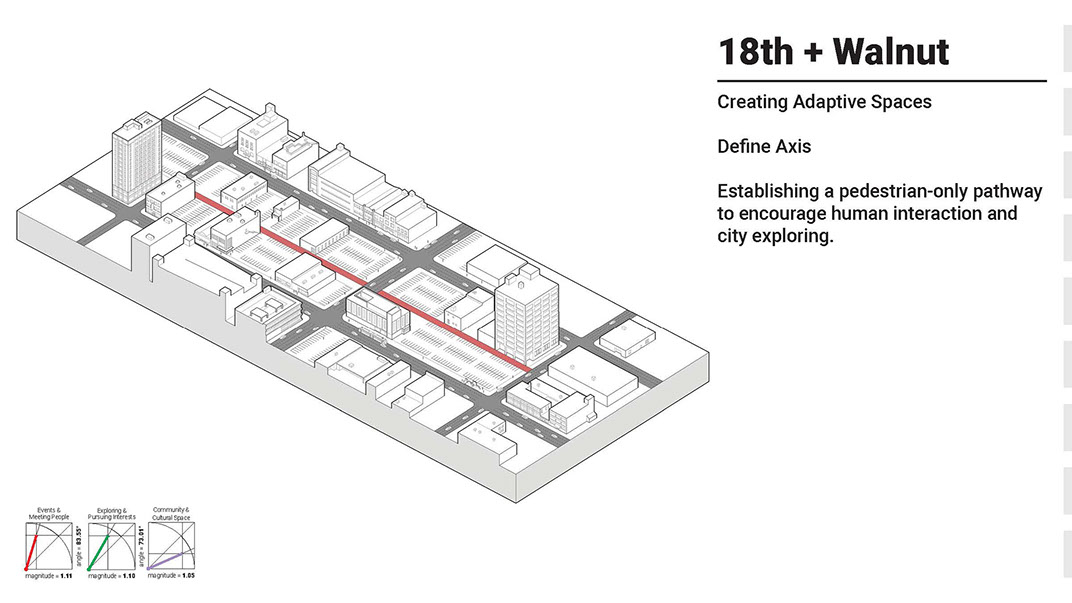 18th + Walnut
Creating Adaptive Spaces
Define Axis
Establishing a pedestrian-only pathway
to encourage human interaction and
city exploring.
Events &
Meeting People
angle = 83.55°
magnitude = 1.11
Exploring &
Pursuing Interests
angle = 73.01°
magnitude = 1.10
Community &
Cultural Space
magnitude = 1.05